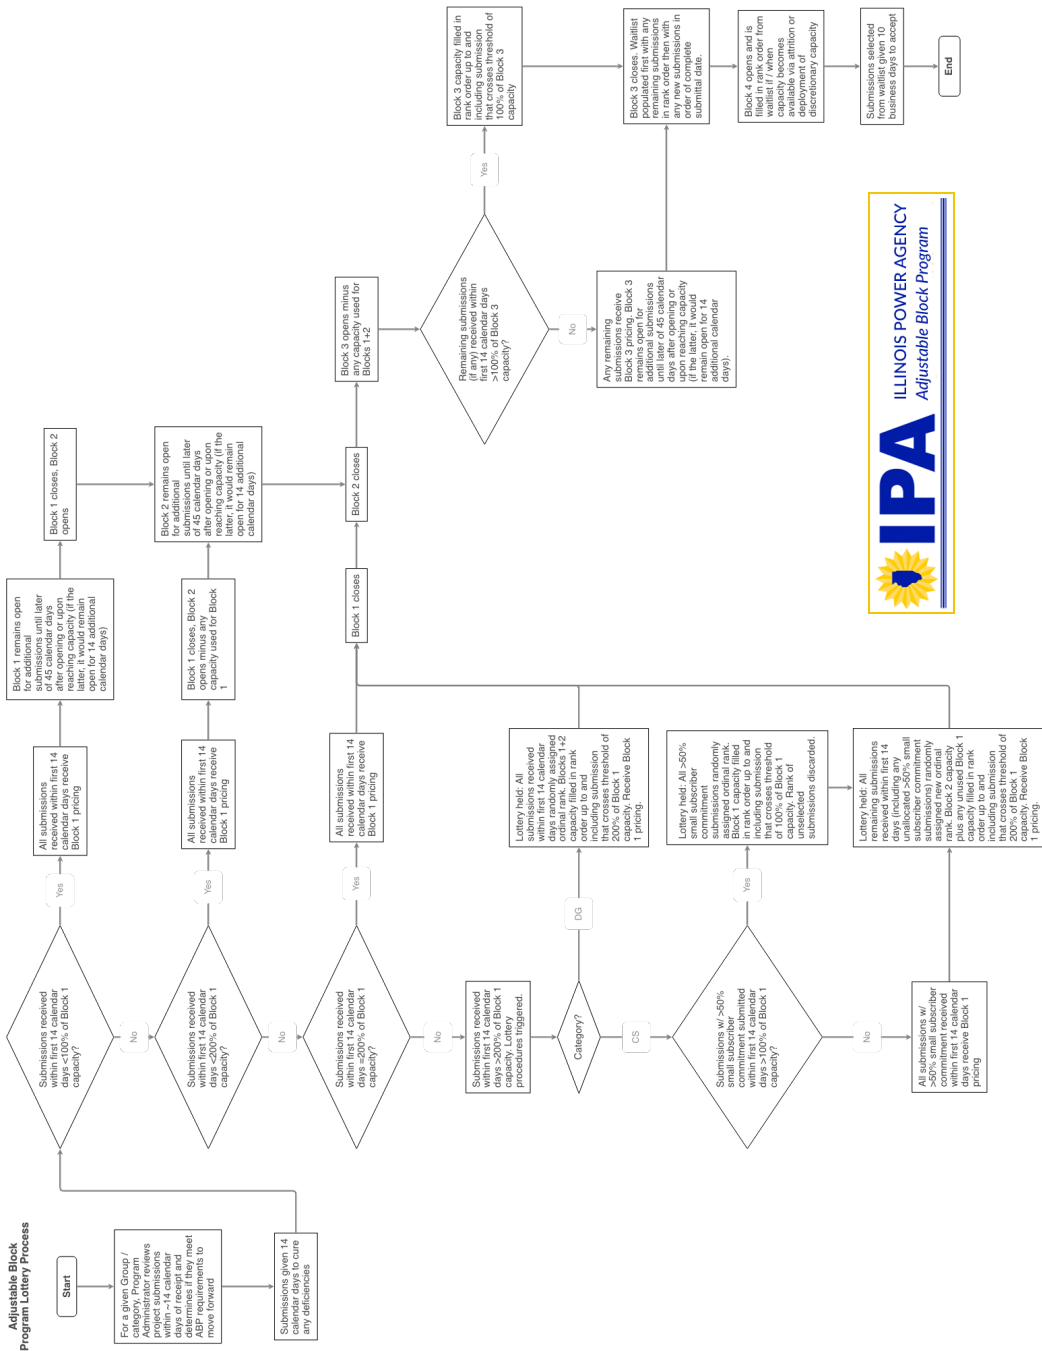 Adjustable Block
Program Lottery Process
Start
For a given Group /
category, Program
Administrator reviews
project submissions
within ~14 calendar
days of receipt and
determines if they meet
ABP requirements to
move forward
Submissions given 14
calendar days to cure
any deficiencies
Submissions received
within first 14 calendar
days <100% of Block 1
capacity?
Yes
All submissions
received within first 14
calendar days receive
Block 1 pricing
Block 1 remains open
for additional
submissions until later
of 45 calendar days
after opening or upon
reaching capacity (if the
latter, it would remain
open for 14 additional
calendar days)
Block 1 closes, Block 2
opens
No
Submissions received
within first 14 calendar
days <200% of Block 1
capacity?
Yes
All submissions
received within first 14
calendar days receive
Block 1 pricing
Block 1 closes, Block 2
opens minus any
capacity used for Block
1
Block 2 remains open
for additional
submissions until later
of 45 calendar days
after opening or upon
reaching capacity (if the
latter, it would remain
open for 14 additional
calendar days)
No
Submissions received
within first 14 calendar
days =200% of Block 1
capacity?
Yes
All submissions
received within first 14
calendar days receive
Block 1 pricing
Block 1 closes
Block 2 closes
Block 3 opens minus
any capacity used for
Blocks 1+2
No
Submissions received
within first 14 calendar
days >200% of Block 1
capacity. Lottery
procedures triggered.
Category?
DG
Lottery held: All
submissions received
within first 14 calendar
days randomly assigned
ordinal rank. Blocks 1+2
capacity filled in rank
order up to and
including submission
that crosses threshold of
200% of Block 1
capacity. Receive Block
1 pricing.
CS
Submissions w/ >50%
small subscriber
commitment submitted
within first 14 calendar
days >100% of Block 1
capacity?
Yes
Lottery held: All >50%
small subscriber
commitment
submissions randomly
assigned ordinal rank.
Block 1 capacity filled
in rank order up to and
including submission
that crosses threshold
of 100% of Block 1
capacity. Rank of
unselected
submissions discarded.
No
All submissions w/
>50% small subscriber
commitment received
within first 14 calendar
days receive Block 1
pricing
Lottery held: All
remaining submissions
received within first 14
days (including any
unallocated >50% small
subscriber commitment
submissions) randomly
assigned new ordinal
rank. Block 2 capacity
plus any unused Block 1
capacity filled in rank
order up to and
including submission
that crosses threshold of
200% of Block 1
capacity. Receive Block
1 pricing.
Remaining submissions
(if any) received within
first 14 calendar days
>100% of Block 3
capacity?
Yes
Block 3 capacity filled in
rank order up to and
including submission
that crosses threshold of
100% of Block 3
capacity
No
Any remaining
submissions receive
Block 3 pricing. Block 3
remains open for
additional submissions
until later of 45 calendar
days after opening or
upon reaching capacity
(if the latter, it would
remain open for 14
additional calendar
days).
Block 3 closes. Waitlist
populated first with any
remaining submissions
in rank order then with
any new submissions in
order of complete
submittal date.
Block 4 opens and is
filled in rank order from
waitlist if / when
capacity becomes
available via attrition or
deployment of
discretionary capacity
Submissions selected
from waitlist given 10
business days to accept
End
IPA
ILLINOIS POWER AGENCY
Adjustable Block Program